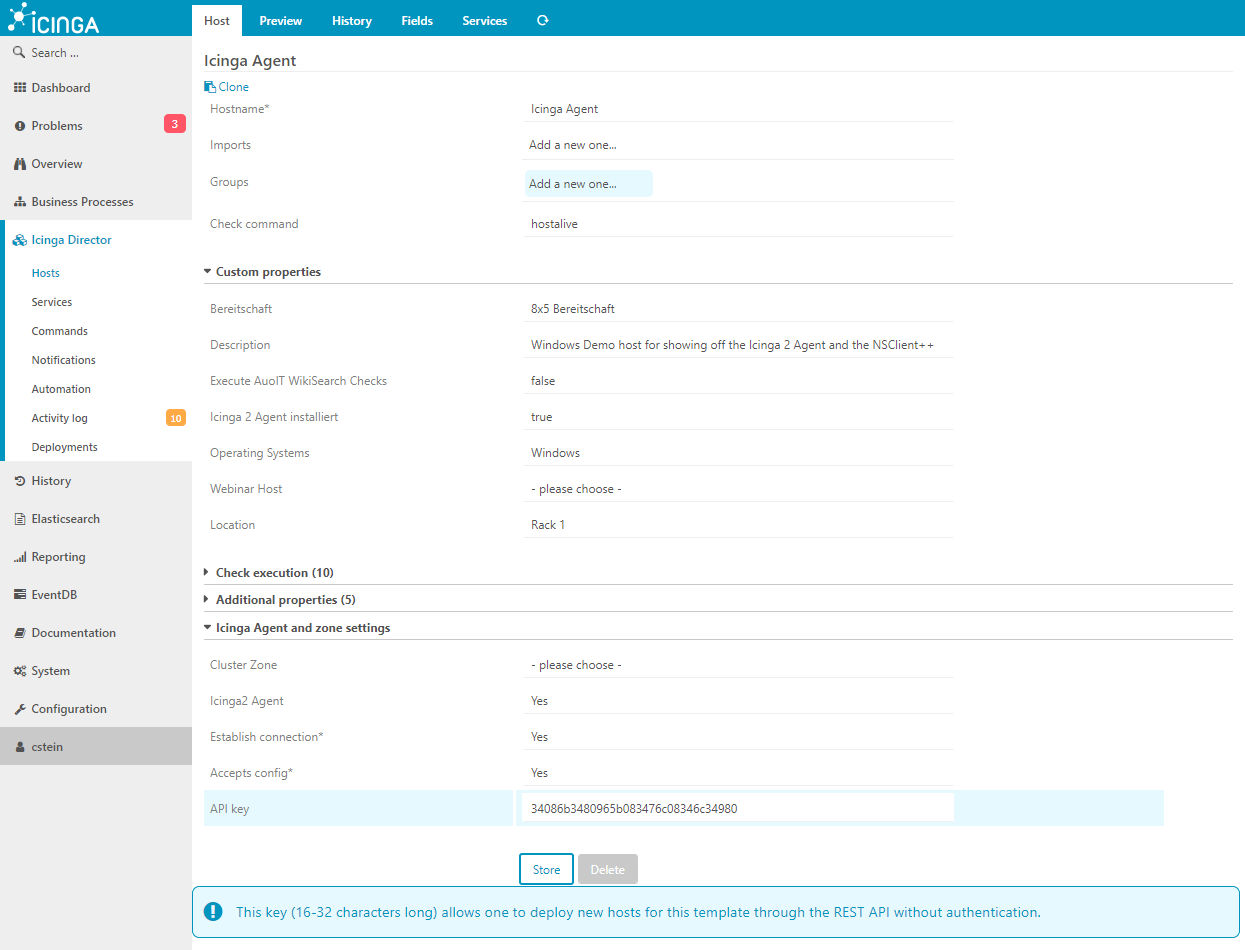 ICINGA
Host Preview History Fields Services
Search ...
Dashboard
Problems 3
Overview
Business Processes
Icinga Director
Hosts
Services
Commands
Notifications
Automation
Activity log 10
Deployments
History
Elasticsearch
Reporting
EventDB
Documentation
System
Configuration
cstein
Icinga Agent
Clone
Hostname* Icinga Agent
Imports Add a new one...
Groups Add a new one...
Check command hostalive
Custom properties
Bereitschaft 8x5 Bereitschaft
Description Windows Demo host for showing off the Icinga 2 Agent and the NSClient++
Execute AuoIT WikiSearch Checks false
Icinga 2 Agent installiert true
Operating Systems Windows
Webinar Host - please choose -
Location Rack 1
Check execution (10)
Additional properties (5)
Icinga Agent and zone settings
Cluster Zone - please choose -
Icinga2 Agent Yes
Establish connection* Yes
Accepts config* Yes
API key 34086b3480965b083476c08346c34980
Store Delete
This key (16-32 characters long) allows one to deploy new hosts for this template through the REST API without authentication.